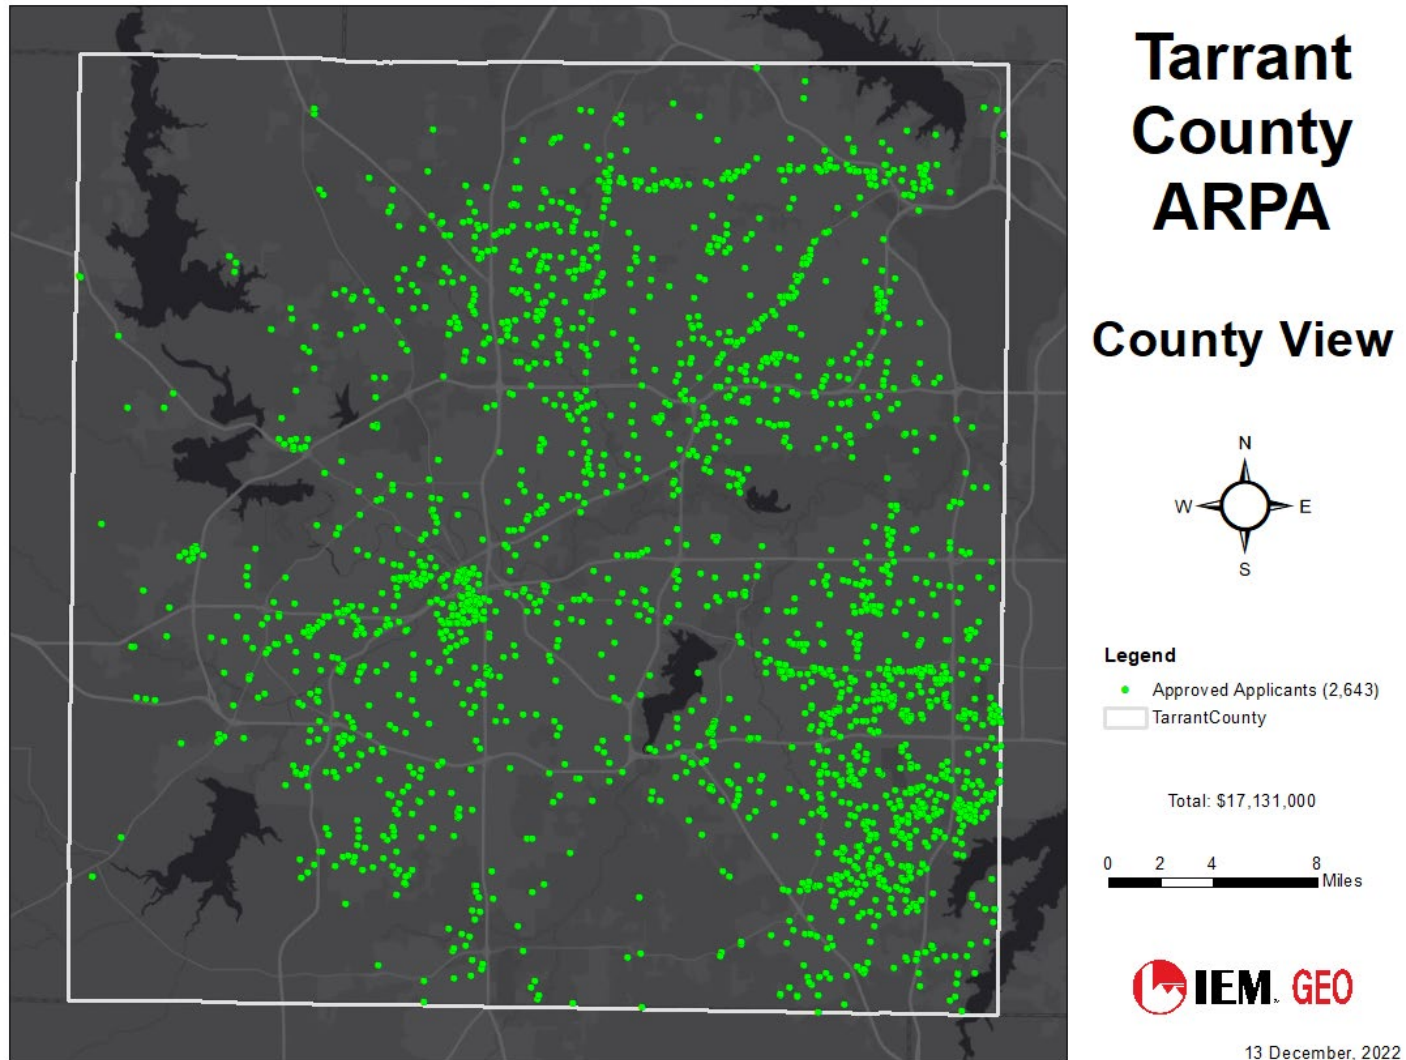 Tarrant
County
ARPA
County View
N
W E
S
Legend
Approved Applicants (2,643)
TarrantCounty
Total: $17,131,000
0 2 4 8
Miles
IEM. GEO
13 December, 2022